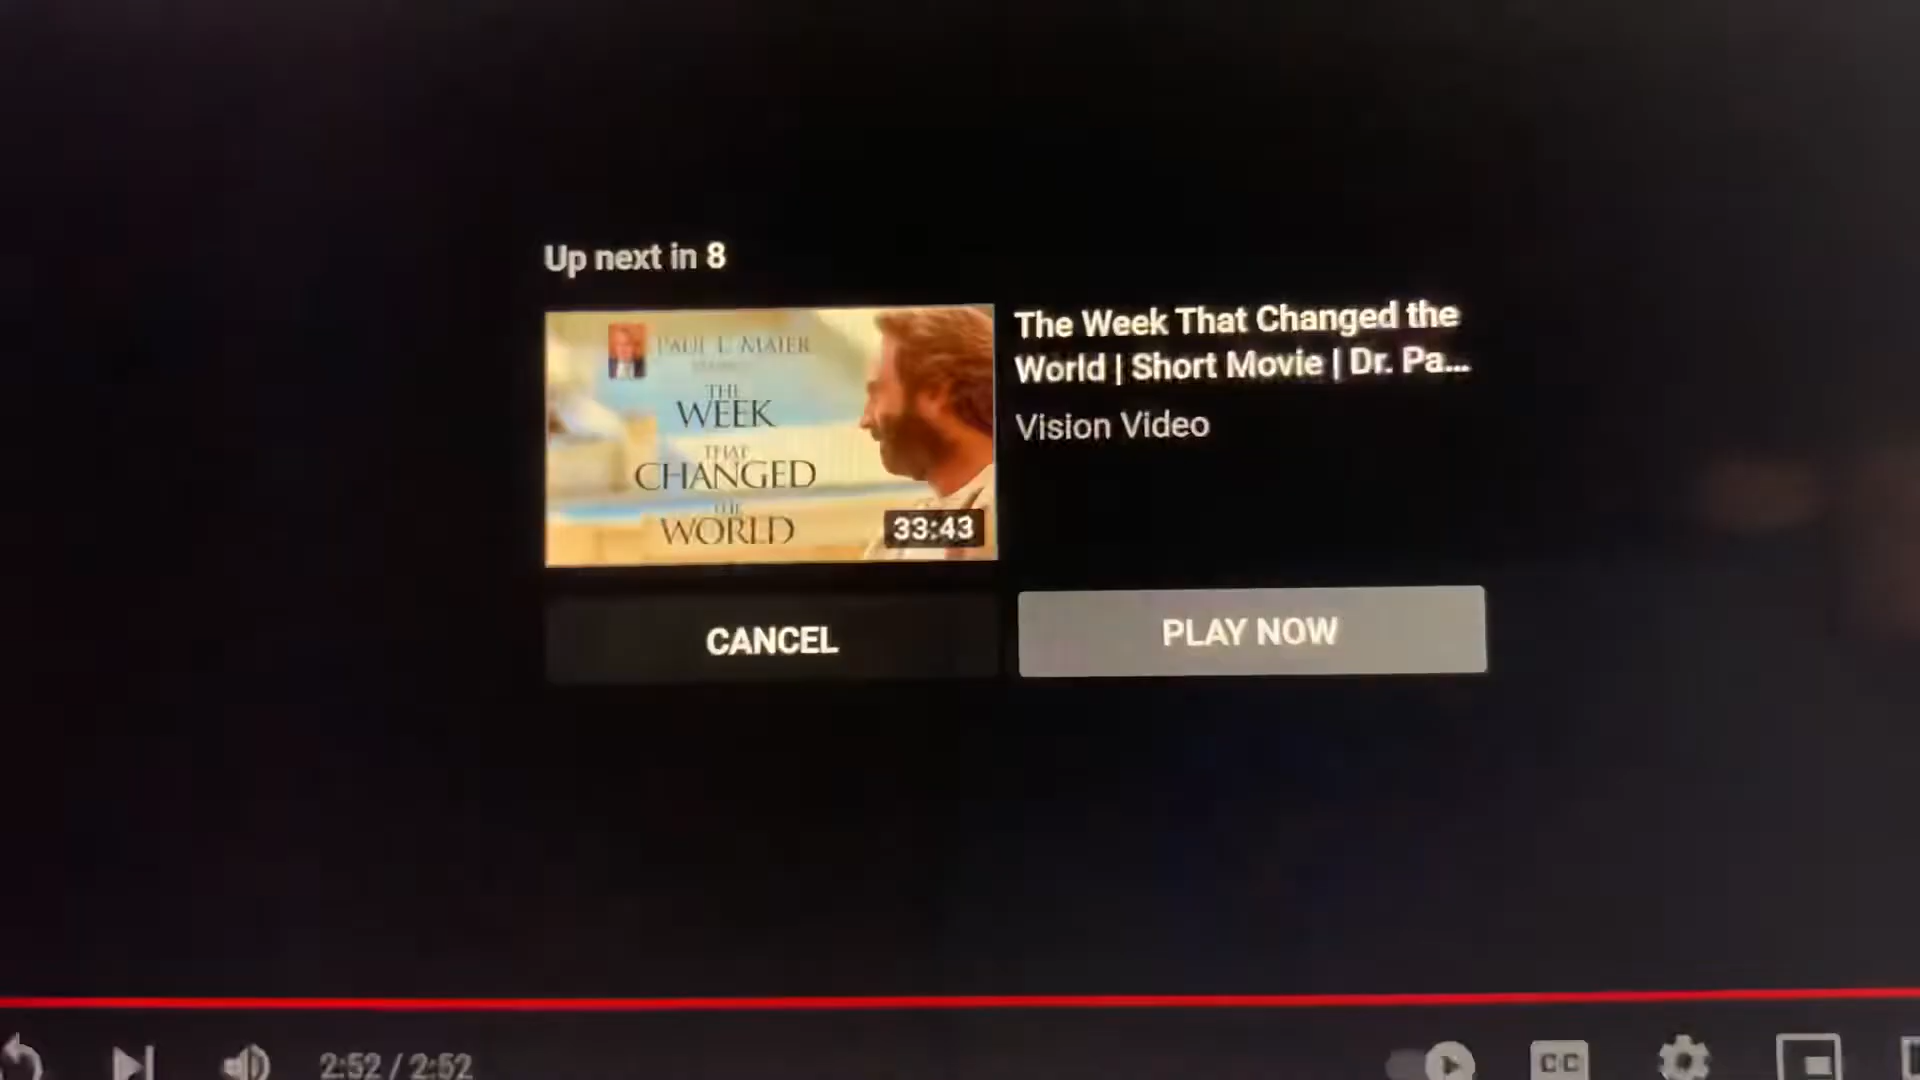 Up next in 8
PAUL L. MAIER
THE
WEEK
THAT
CHANGED
THE
WORLD
33:43
The Week That Changed the
World | Short Movie | Dr. Pa...
Vision Video
CANCEL
PLAY NOW
2:52 / 2:52
CC